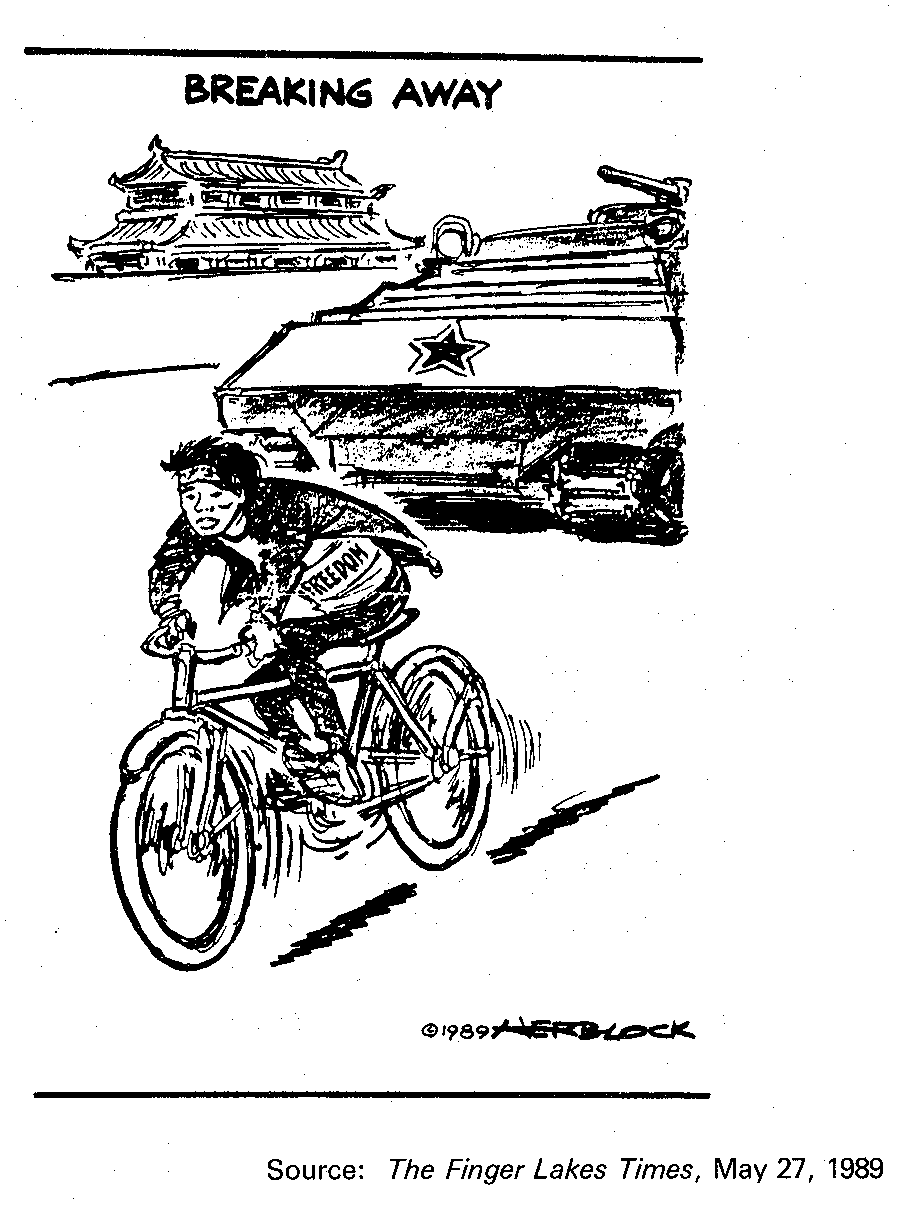 BREAKING AWAY
FREEDOM
©1989 HERBLOCK
Source: The Finger Lakes Times, May 27, 1989